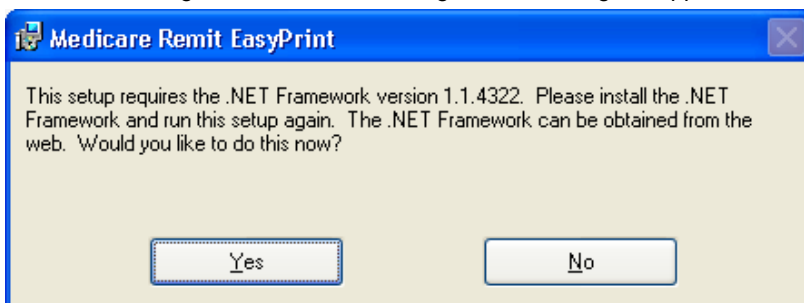 Medicare Remit EasyPrint
This setup requires the .NET Framework version 1.1.4322.  Please install the .NET
Framework and run this setup again.  The .NET Framework can be obtained from the
web.  Would you like to do this now?
Yes
No